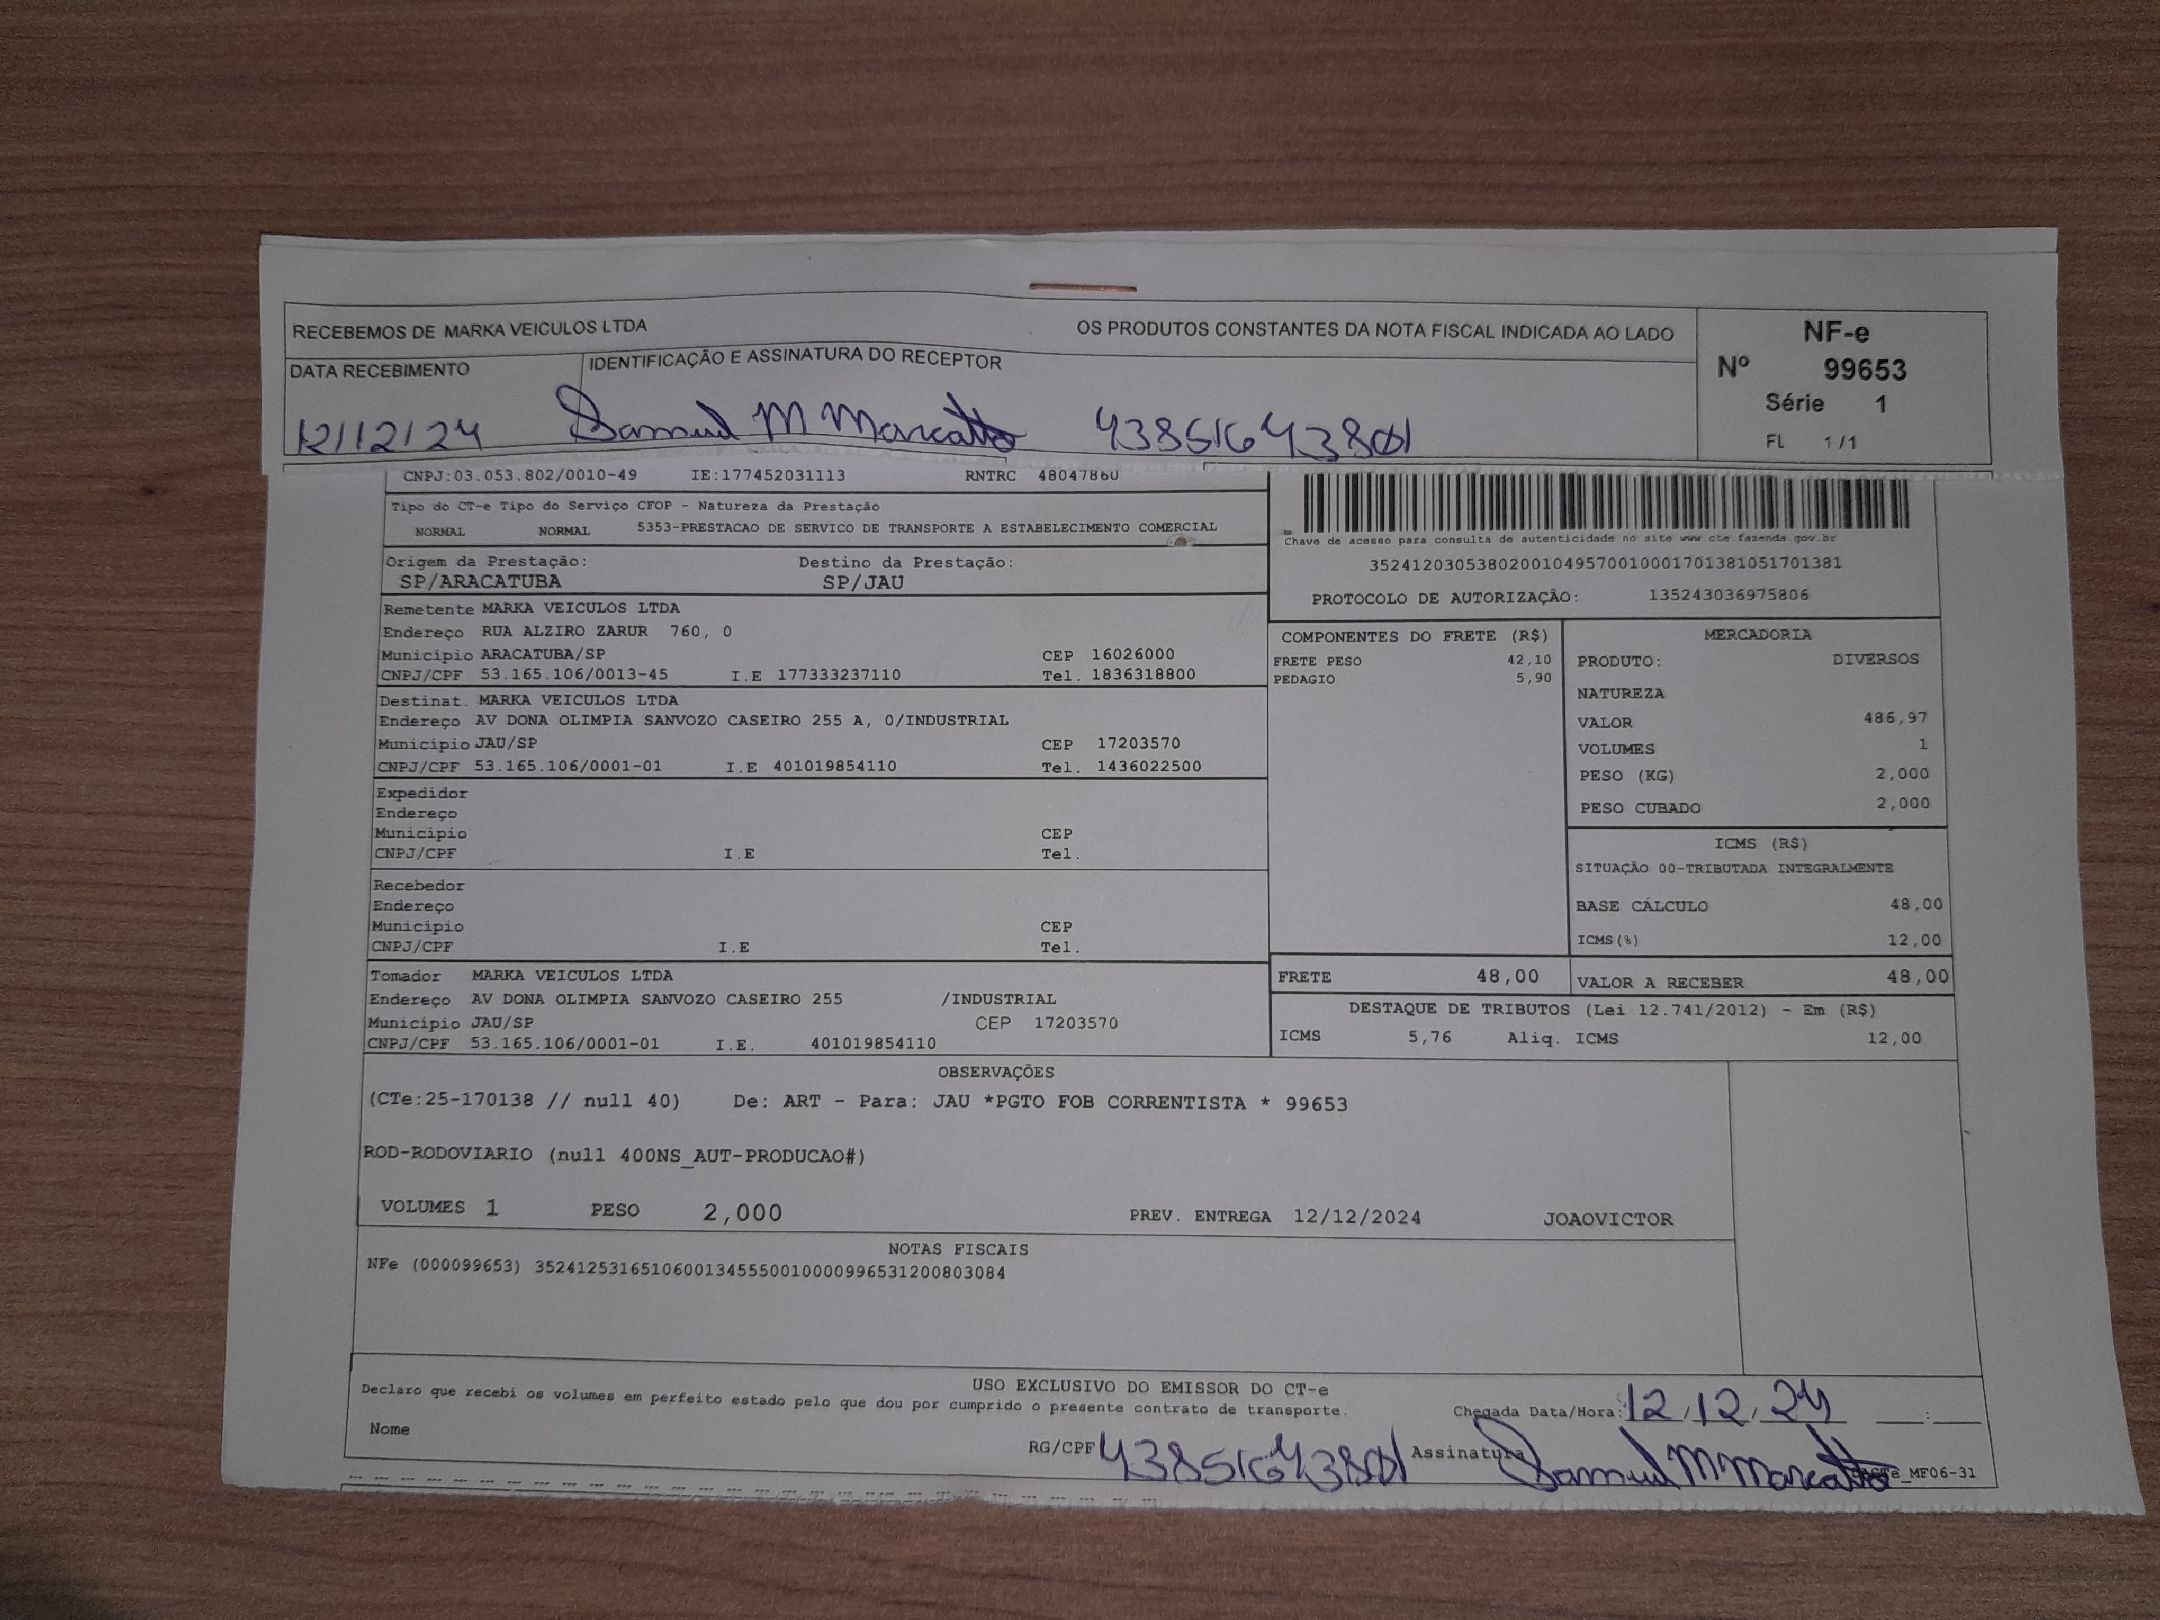 RECEBEMOS DE MARKA VEICULOS LTDA OS PRODUTOS CONSTANTES DA NOTA FISCAL INDICADA AO LADO
NF-e
Nº 99653
Série 1
FL 1/1
DATA RECEBIMENTO IDENTIFICAÇÃO E ASSINATURA DO RECEPTOR
12/12/24 Samuel M Marcatto 43851643801
CNPJ:03.053.802/0010-49 IE:177452031113 RNTRC 48047860
Tipo do CT-e Tipo do Serviço CFOP - Natureza da Prestação
NORMAL NORMAL 5353-PRESTACAO DE SERVICO DE TRANSPORTE A ESTABELECIMENTO COMERCIAL
Chave de acesso para consulta de autenticidade no site www.cte.fazenda.gov.br
35241203053802001049570010001701381051701381
PROTOCOLO DE AUTORIZAÇÃO: 135243036975806
Origem da Prestação: Destino da Prestação:
SP/ARACATUBA SP/JAU
Remetente MARKA VEICULOS LTDA
Endereço RUA ALZIRO ZARUR 760, 0
Município ARACATUBA/SP CEP 16026000
CNPJ/CPF 53.165.106/0013-45 I.E 177333237110 Tel. 1836318800
Destinat. MARKA VEICULOS LTDA
Endereço AV DONA OLIMPIA SANVOZO CASEIRO 255 A, 0/INDUSTRIAL
Município JAU/SP CEP 17203570
CNPJ/CPF 53.165.106/0001-01 I.E 401019854110 Tel. 1436022500
Expedidor
Endereço
Município CEP
CNPJ/CPF I.E Tel.
Recebedor
Endereço
Município CEP
CNPJ/CPF I.E Tel.
Tomador MARKA VEICULOS LTDA
Endereço AV DONA OLIMPIA SANVOZO CASEIRO 255 /INDUSTRIAL
Município JAU/SP CEP 17203570
CNPJ/CPF 53.165.106/0001-01 I.E. 401019854110
COMPONENTES DO FRETE (R$)
FRETE PESO 42,10
PEDAGIO 5,90
MERCADORIA
PRODUTO: DIVERSOS
NATUREZA
VALOR 486,97
VOLUMES 1
PESO (KG) 2,000
PESO CUBADO 2,000
ICMS (R$)
SITUAÇÃO 00-TRIBUTADA INTEGRALMENTE
BASE CÁLCULO 48,00
ICMS(%) 12,00
FRETE 48,00 VALOR A RECEBER 48,00
DESTAQUE DE TRIBUTOS (Lei 12.741/2012) - Em (R$)
ICMS 5,76 Aliq. ICMS 12,00
OBSERVAÇÕES
(CTe:25-170138 // null 40) De: ART - Para: JAU *PGTO FOB CORRENTISTA * 99653
ROD-RODOVIARIO (null 400NS_AUT-PRODUCAO#)
VOLUMES 1 PESO 2,000 PREV. ENTREGA 12/12/2024 JOAOVICTOR
NOTAS FISCAIS
NFe (000099653) 35241253165106001345550010000996531200803084
USO EXCLUSIVO DO EMISSOR DO CT-e
Declaro que recebi os volumes em perfeito estado pelo que dou por cumprido o presente contrato de transporte.
Chegada Data/Hora: 12/12/24 :
Nome RG/CPF 43851643801 Assinatura Samuel M Marcatto
MF06-31